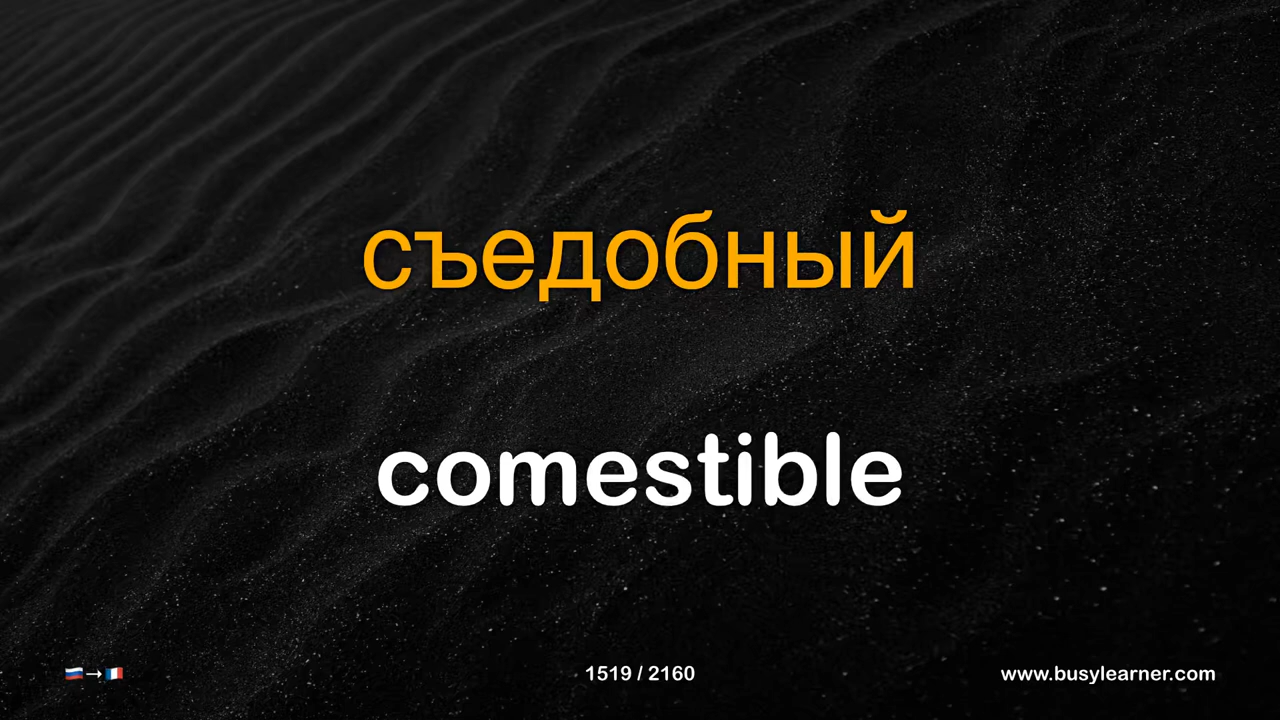 съедобный
comestible
🇷🇺→🇫🇷
1519 / 2160
www.busylearner.com